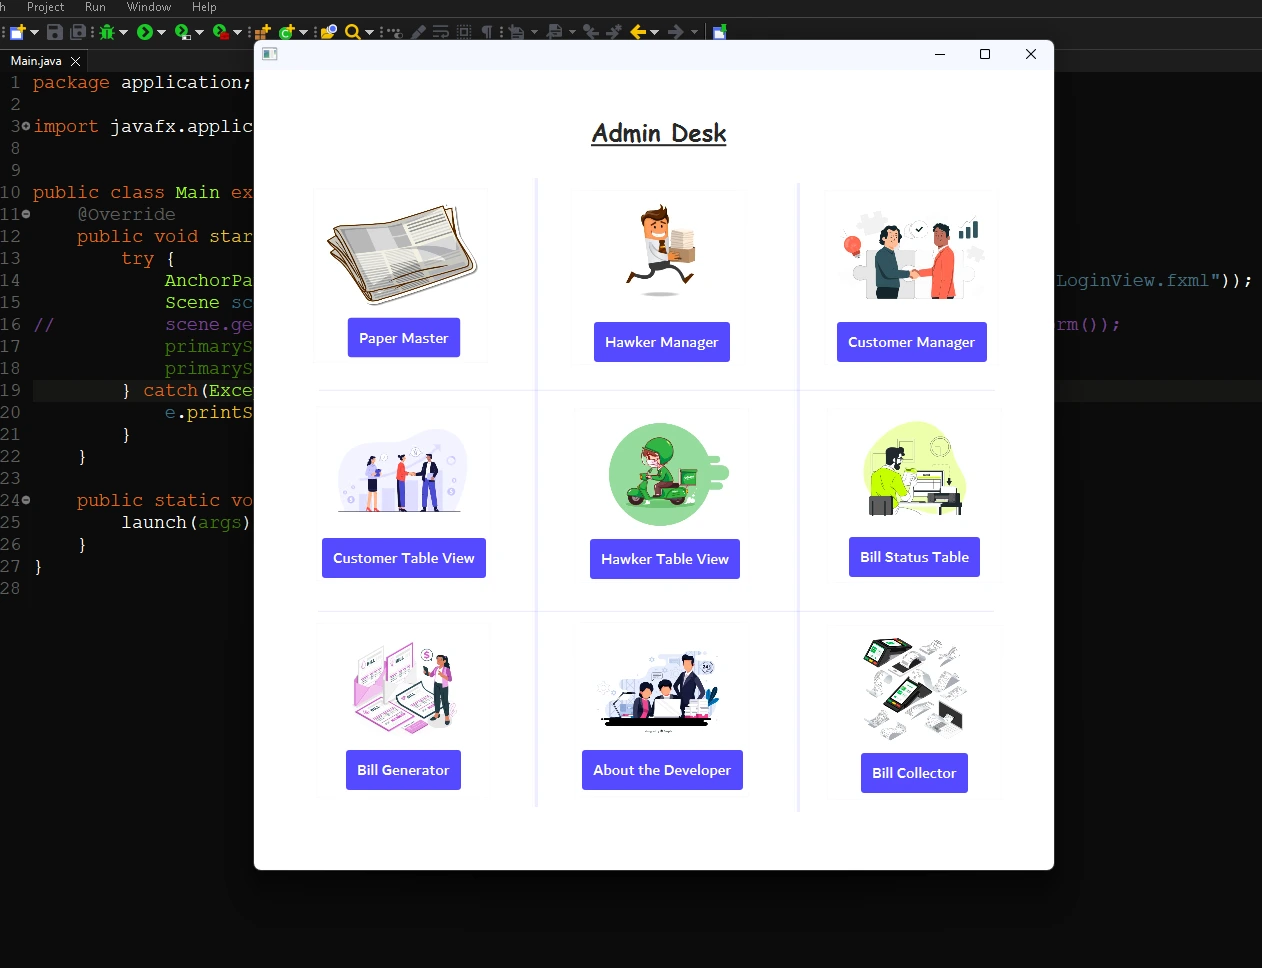 Project Run Window Help
Main.java
1 package application;
2
3 import javafx.applic
8
9
10 public class Main ex
11 @Override
12 public void star
13 try {
14 AnchorPa LoginView.fxml"));
15 Scene sc
16 // scene.ge rm());
17 primaryS
18 primaryS
19 } catch(Exce
20 e.printS
21 }
22 }
23
24 public static vo
25 launch(args)
26 }
27 }
28
Admin Desk
Paper Master
Hawker Manager
Customer Manager
Customer Table View
Hawker Table View
Bill Status Table
Bill Generator
About the Developer
Bill Collector